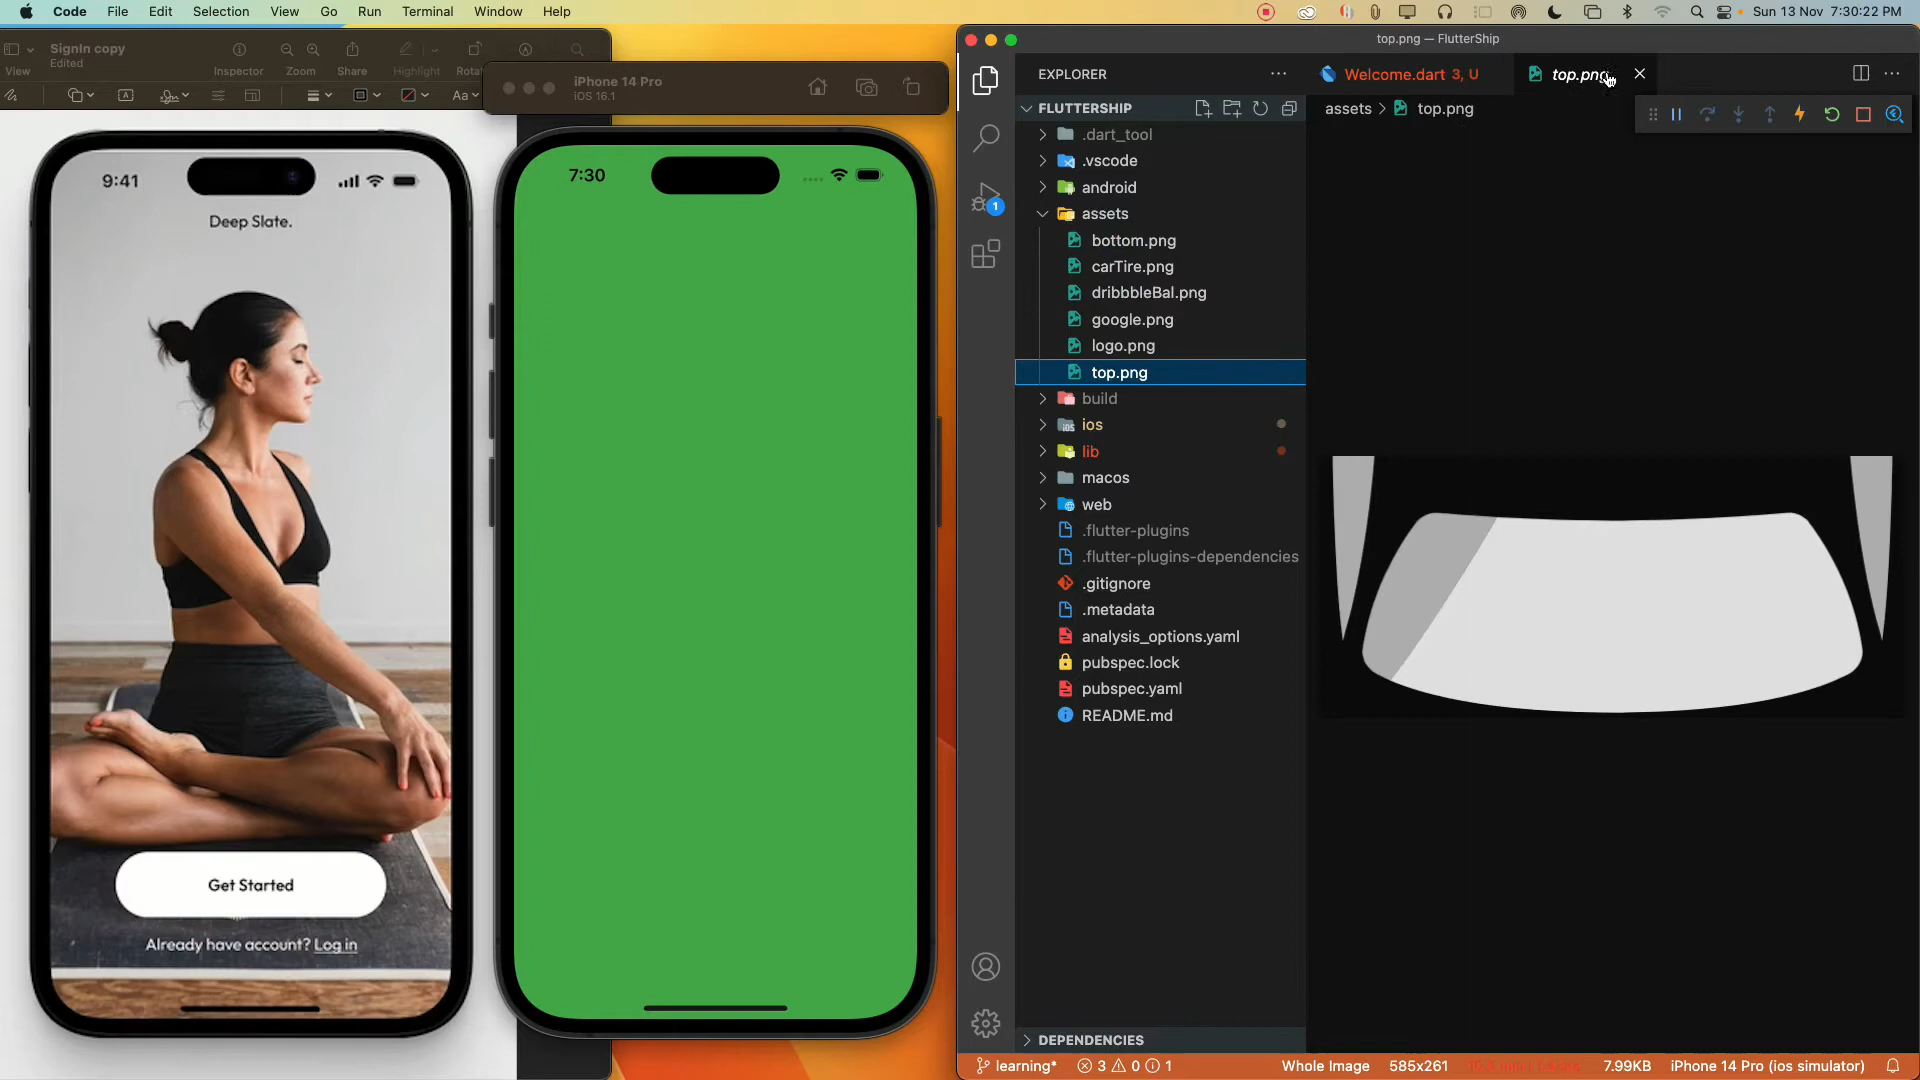 Code File Edit Selection View Go Run Terminal Window Help
Sun 13 Nov 7:30:22 PM
SignIn copy
Edited
View Inspector Zoom Share Highlight
Aa
iPhone 14 Pro
iOS 16.1
9:41
Deep Slate.
Get Started
Already have account? Log in
7:30
top.png — FlutterShip
EXPLORER
Welcome.dart 3, U
top.png
FLUTTERSHIP
assets > top.png
.dart_tool
.vscode
android
assets
bottom.png
carTire.png
dribbbleBal.png
google.png
logo.png
top.png
build
ios
lib
macos
web
.flutter-plugins
.flutter-plugins-dependencies
.gitignore
.metadata
analysis_options.yaml
pubspec.lock
pubspec.yaml
README.md
1
DEPENDENCIES
learning* 3 0 1 Whole Image 585x261 7.99KB iPhone 14 Pro (ios simulator)